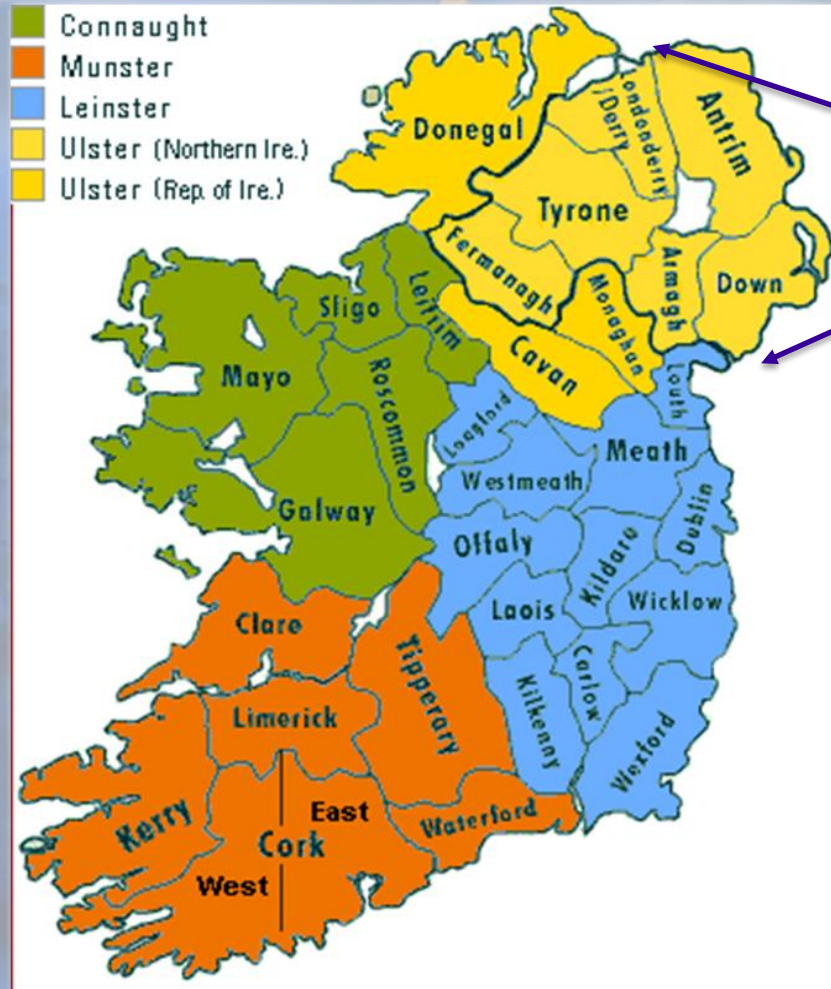 Connaught
Munster
Leinster
Ulster (Northern Ire.)
Ulster (Rep. of Ire.)
Donegal
Londonderry
/Derry
Antrim
Tyrone
Fermanagh
Armagh
Down
Monaghan
Cavan
Leitrim
Sligo
Mayo
Roscommon
Galway
Longford
Louth
Meath
Westmeath
Dublin
Offaly
Kildare
Laois
Wicklow
Carlow
Kilkenny
Wexford
Clare
Tipperary
Limerick
Kerry
East
Cork
West
Waterford